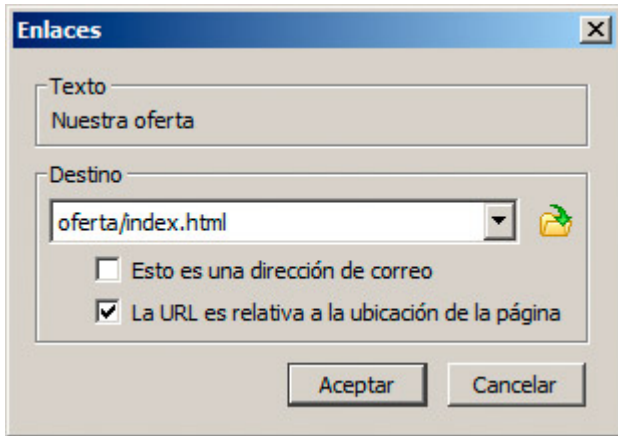 Enlaces
Texto
Nuestra oferta
Destino
oferta/index.html
Esto es una dirección de correo
La URL es relativa a la ubicación de la página
Aceptar Cancelar